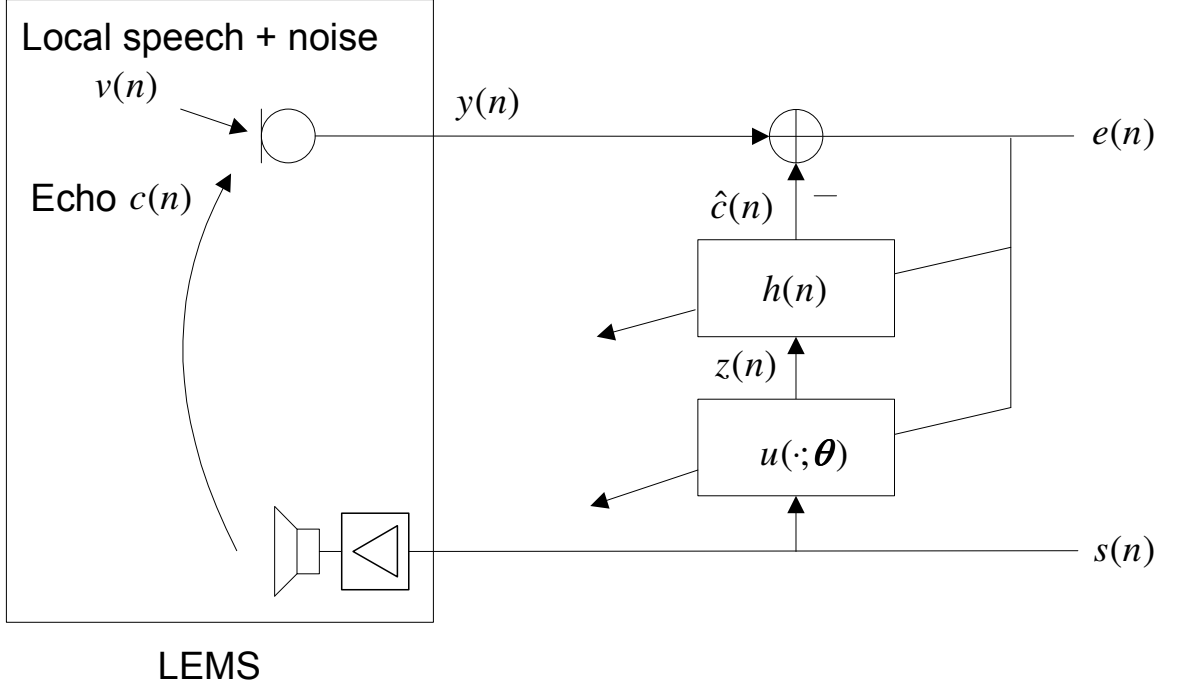 Local speech + noise
v(n)
y(n)
e(n)
Echo c(n)
ĉ(n)
−
h(n)
z(n)
u(·;θ)
s(n)
LEMS